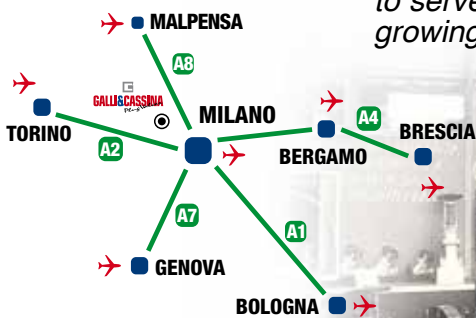 to serve
growing
MALPENSA
A8
GALLI&CASSINA
MILANO
TORINO
A2
BERGAMO
A4
BRESCIA
A7
A1
GENOVA
BOLOGNA